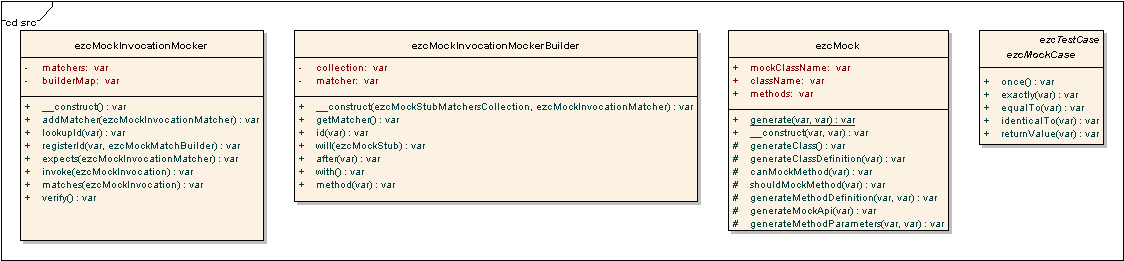 cd src
ezcMockInvocationMocker
- matchers: var
- builderMap: var
+ __construct() : var
+ addMatcher(ezcMockInvocationMatcher) : var
+ lookupId(var) : var
+ registerId(var, ezcMockMatchBuilder) : var
+ expects(ezcMockInvocationMatcher) : var
+ invoke(ezcMockInvocation) : var
+ matches(ezcMockInvocation) : var
+ verify() : var
ezcMockInvocationMockerBuilder
- collection: var
- matcher: var
+ __construct(ezcMockStubMatchersCollection, ezcMockInvocationMatcher) : var
+ getMatcher() : var
+ id(var) : var
+ will(ezcMockStub) : var
+ after(var) : var
+ with() : var
+ method(var) : var
ezcMock
+ mockClassName: var
+ className: var
+ methods: var
+ generate(var, var) : var
+ __construct(var, var) : var
# generateClass() : var
# generateClassDefinition(var) : var
# canMockMethod(var) : var
# shouldMockMethod(var) : var
# generateMethodDefinition(var, var) : var
# generateMockApi(var) : var
# generateMethodParameters(var, var) : var
ezcTestCase
ezcMockCase
+ once() : var
+ exactly(var) : var
+ equalTo(var) : var
+ identicalTo(var) : var
+ returnValue(var) : var